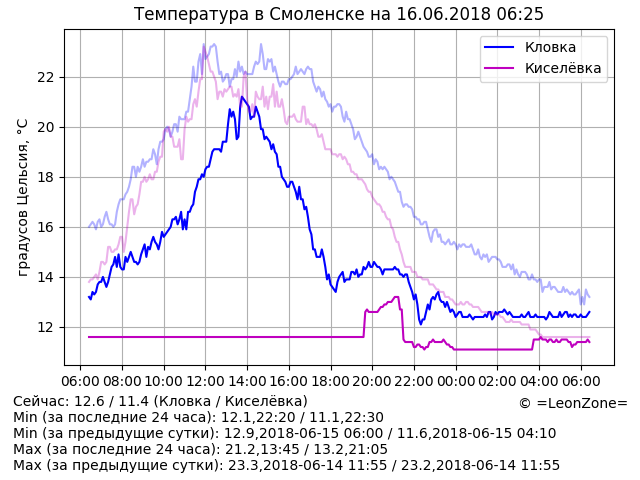 Температура в Смоленске на 16.06.2018 06:25
Кловка
Киселёвка
градусов Цельсия, °C
22
20
18
16
14
12
06:00 08:00 10:00 12:00 14:00 16:00 18:00 20:00 22:00 00:00 02:00 04:00 06:00
Сейчас: 12.6 / 11.4 (Кловка / Киселёвка)
© =LeonZone=
Min (за последние 24 часа): 12.1,22:20 / 11.1,22:30
Min (за предыдущие сутки): 12.9,2018-06-15 06:00 / 11.6,2018-06-15 04:10
Max (за последние 24 часа): 21.2,13:45 / 13.2,21:05
Max (за предыдущие сутки): 23.3,2018-06-14 11:55 / 23.2,2018-06-14 11:55